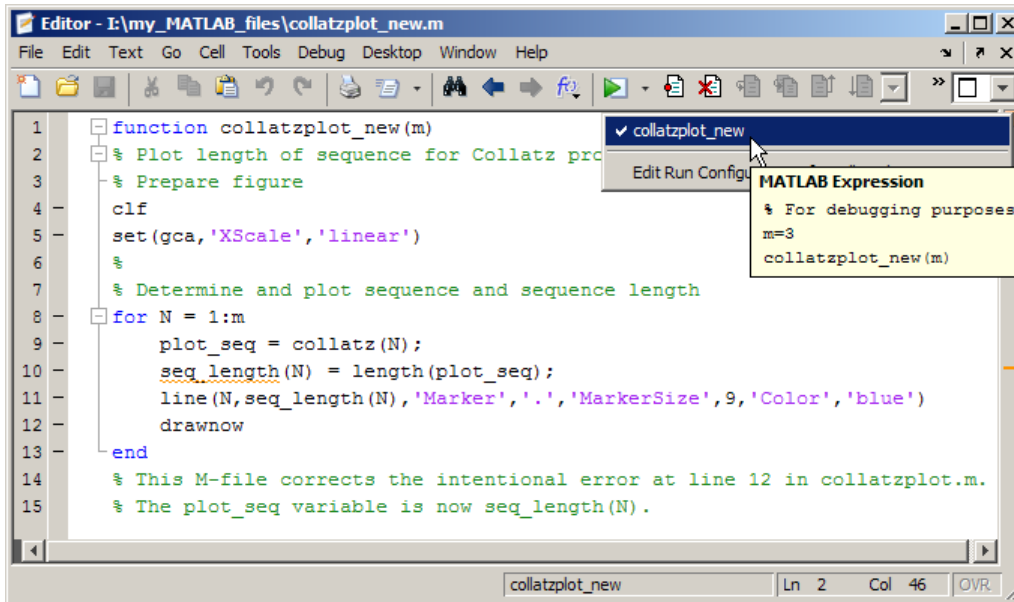 Editor - I:\my_MATLAB_files\collatzplot_new.m
File Edit Text Go Cell Tools Debug Desktop Window Help
1 function collatzplot_new(m)
✔ collatzplot_new
2 % Plot length of sequence for Collatz
3 % Prepare figure
Edit Run
MATLAB Expression
% For debugging purposes
m=3
collatzplot_new(m)
4 - clf
5 - set(gca,'XScale','linear')
6 %
7 % Determine and plot sequence and sequence length
8 - for N = 1:m
9 - plot_seq = collatz(N);
10 - seq_length(N) = length(plot_seq);
11 - line(N,seq_length(N),'Marker','.','MarkerSize',9,'Color','blue')
12 - drawnow
13 - end
14 % This M-file corrects the intentional error at line 12 in collatzplot.m.
15 % The plot_seq variable is now seq_length(N).
collatzplot_new Ln 2 Col 46 OVR